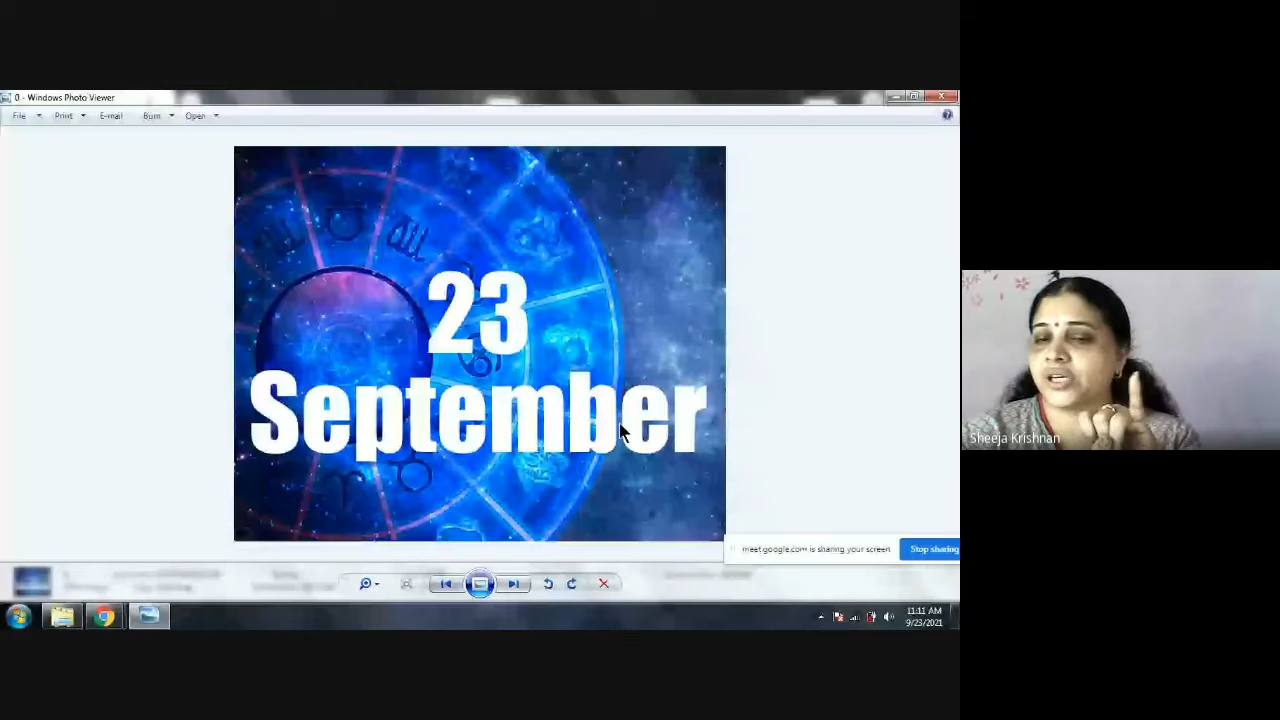 0 - Windows Photo Viewer
File Print E-mail Burn Open
23
September
Sheeja Krishnan
meet.google.com is sharing your screen Stop sharing
11:11 AM
9/23/2021